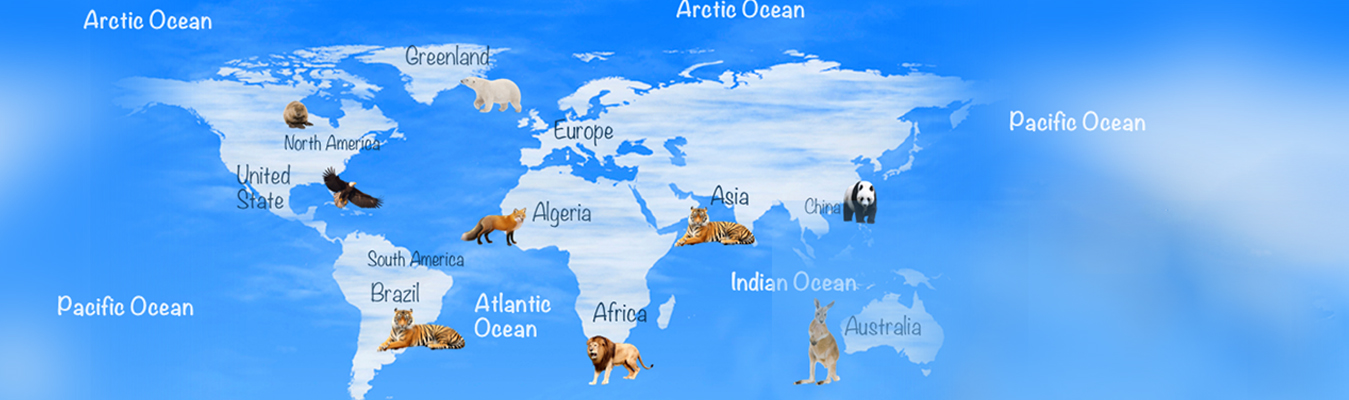 Arctic Ocean
Arctic Ocean
Greenland
Pacific Ocean
Europe
North America
United
State
Asia
China
Algeria
South America
Indian Ocean
Brazil
Pacific Ocean
Atlantic
Ocean
Africa
Australia